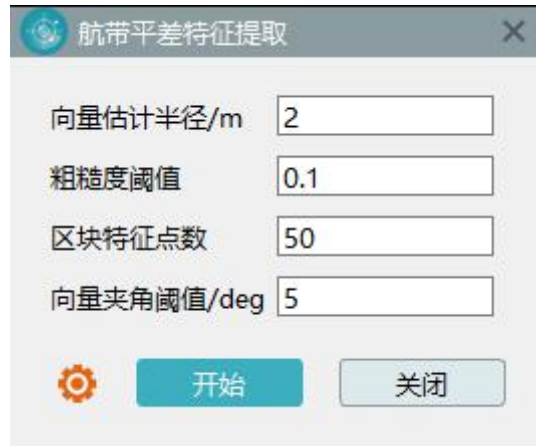 航带平差特征提取
向量估计半径/m 2
粗糙度阈值 0.1
区块特征点数 50
向量夹角阈值/deg 5
开始 关闭